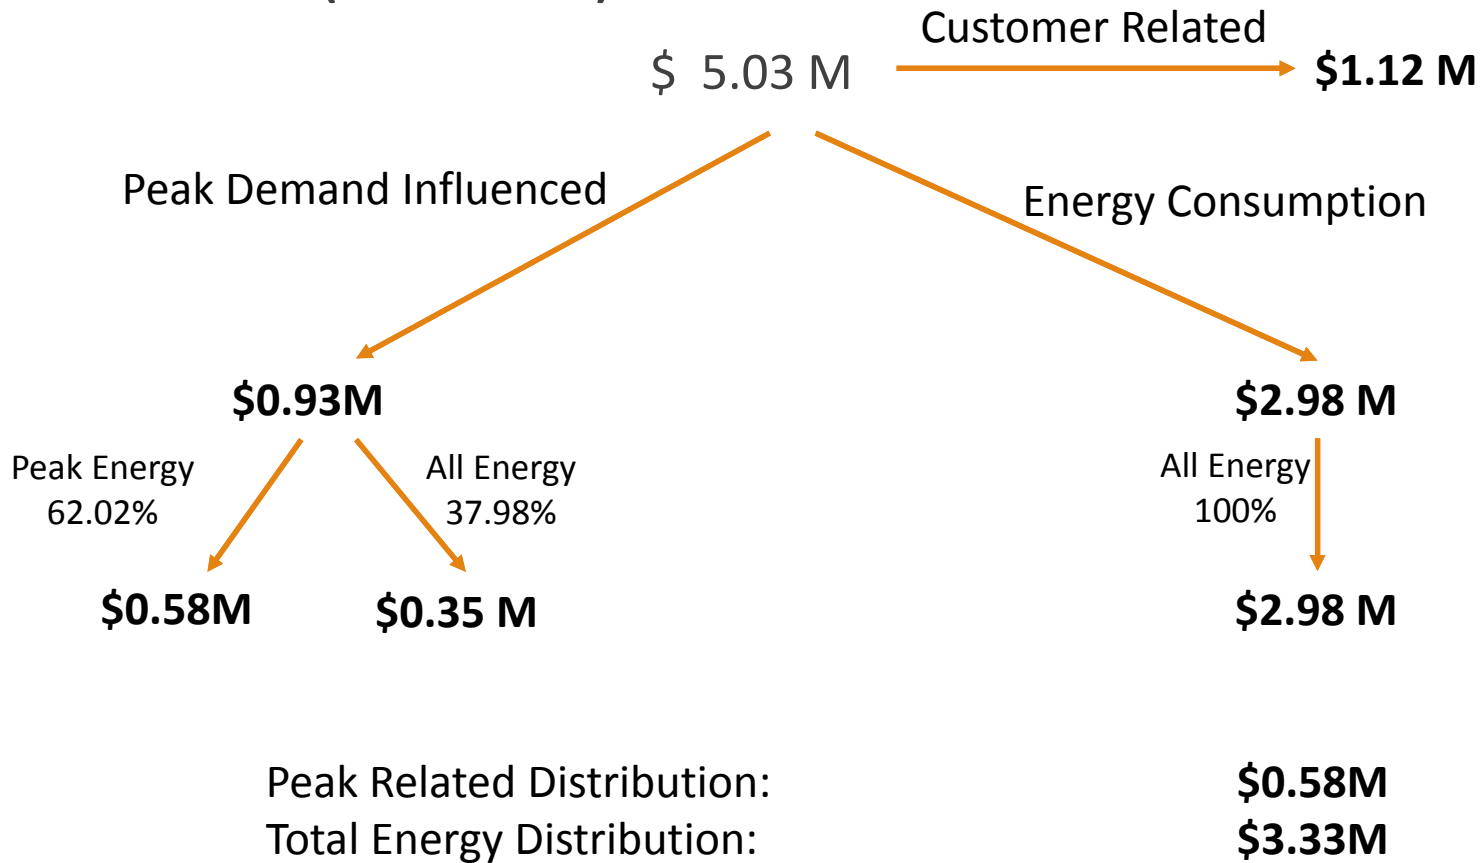 Customer Related
$ 5.03 M
$1.12 M
Peak Demand Influenced
Energy Consumption
$0.93M
$2.98 M
Peak Energy
62.02%
All Energy
37.98%
All Energy
100%
$0.58M
$0.35 M
$2.98 M
Peak Related Distribution: $0.58M
Total Energy Distribution: $3.33M